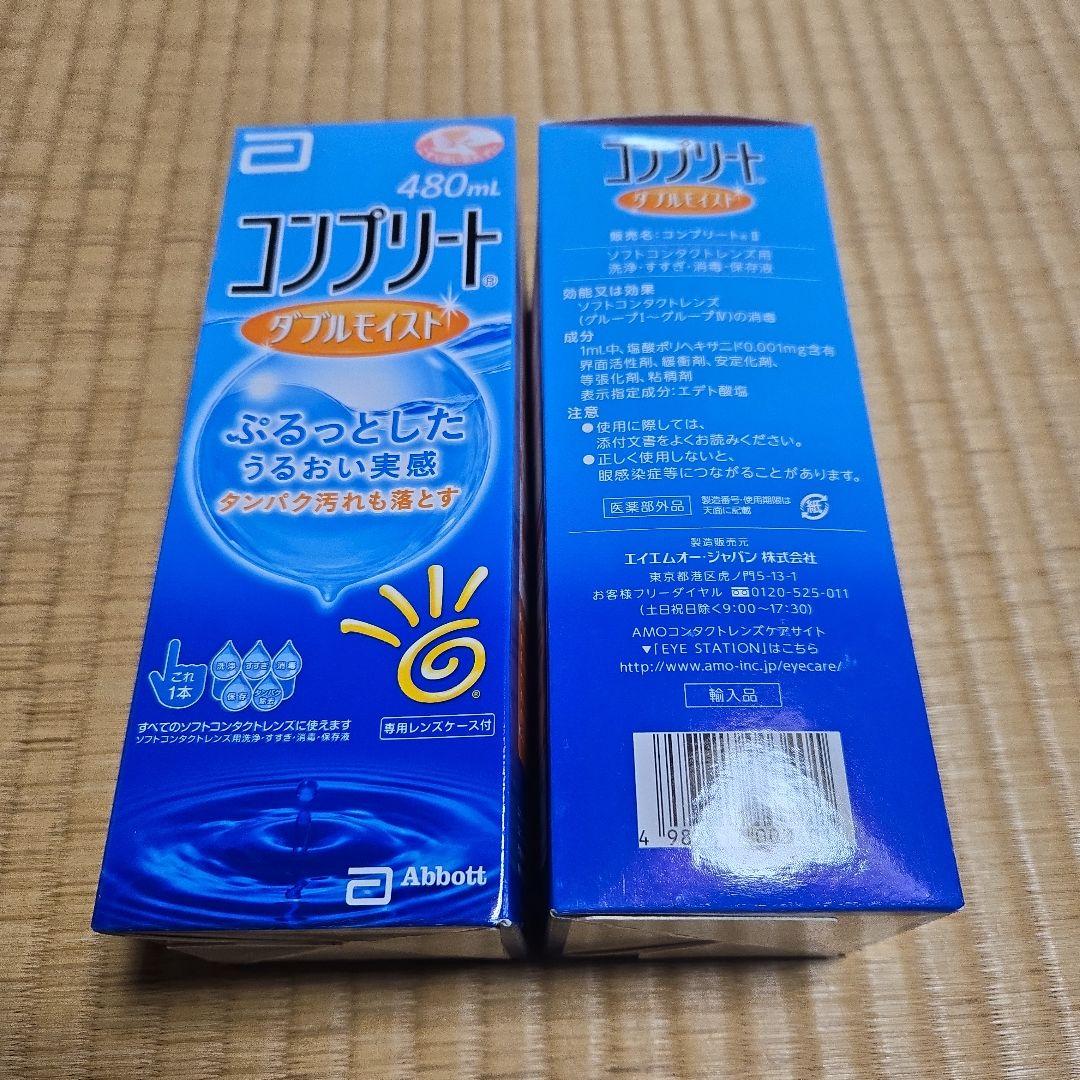 480mL
コンプリート®
ダブルモイスト
ぷるっとした
うるおい実感
タンパク汚れも落とす
これ
1本
洗浄
すすぎ
消毒
保存
タンパク
除去
すべてのソフトコンタクトレンズに使えます
ソフトコンタクトレンズ用洗浄・すすぎ・消毒・保存液
専用レンズケース付
®
Abbott
コンプリート®
ダブルモイスト
販売名：コンプリート®Ⅱ
ソフトコンタクトレンズ用
洗浄・すすぎ・消毒・保存液
効能又は効果
ソフトコンタクトレンズ
(グループⅠ〜グループⅣ)の消毒
成分
1mL中、塩酸ポリヘキサニド0.001mg含有
界面活性剤、緩衝剤、安定化剤、
等張化剤、粘稠剤
表示指定成分：エデト酸塩
注意
●使用に際しては、
添付文書をよくお読みください。
●正しく使用しないと、
眼感染症等につながることがあります。
医薬部外品
製造番号・使用期限は
天面に記載
紙
製造販売元
エイエムオー・ジャパン 株式会社
東京都港区虎ノ門5-13-1
お客様フリーダイヤル 0120-525-011
(土日祝日除く9:00〜17:30)
AMOコンタクトレンズケアサイト
▼「EYE STATION」はこちら
http://www.amo-inc.jp/eyecare/
輸入品
4 98